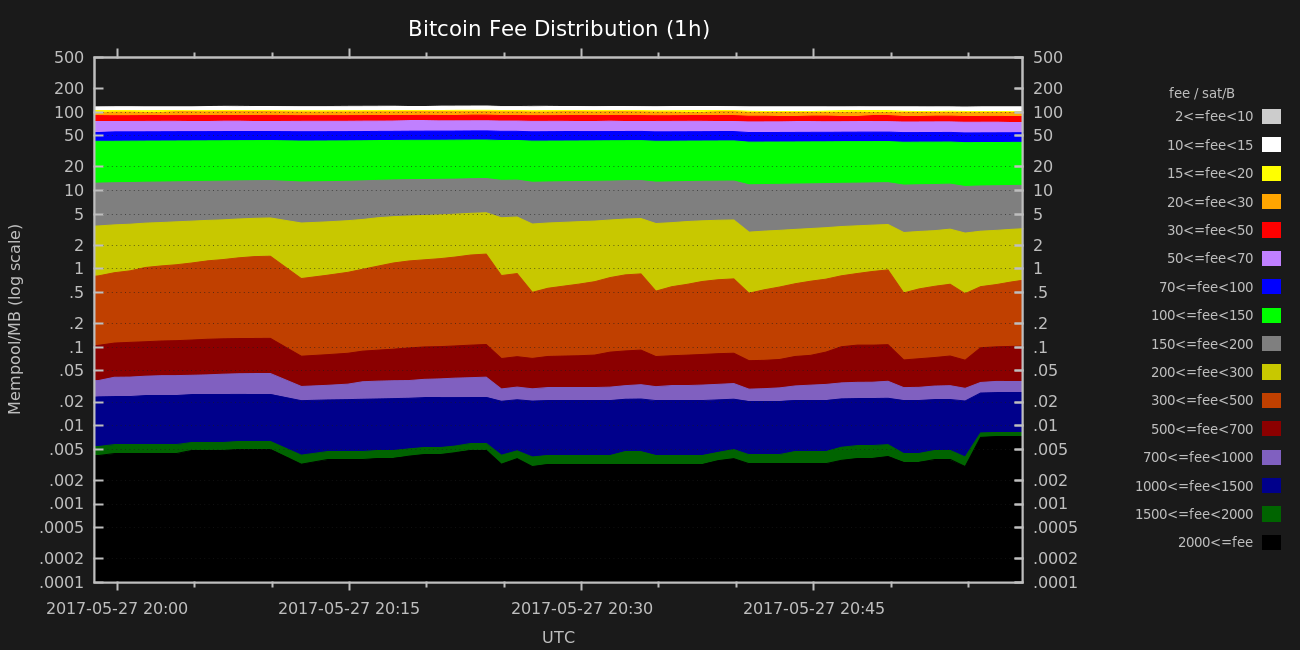 Bitcoin Fee Distribution (1h)
500 500
200 200
100 100
50 50
20 20
10 10
5 5
2 2
1 1
.5 .5
.2 .2
.1 .1
.05 .05
.02 .02
.01 .01
.005 .005
.002 .002
.001 .001
.0005 .0005
.0002 .0002
.0001 .0001
Mempool/MB (log scale)
2017-05-27 20:00 2017-05-27 20:15 2017-05-27 20:30 2017-05-27 20:45
UTC
fee / sat/B
2<=fee<10
10<=fee<15
15<=fee<20
20<=fee<30
30<=fee<50
50<=fee<70
70<=fee<100
100<=fee<150
150<=fee<200
200<=fee<300
300<=fee<500
500<=fee<700
700<=fee<1000
1000<=fee<1500
1500<=fee<2000
2000<=fee